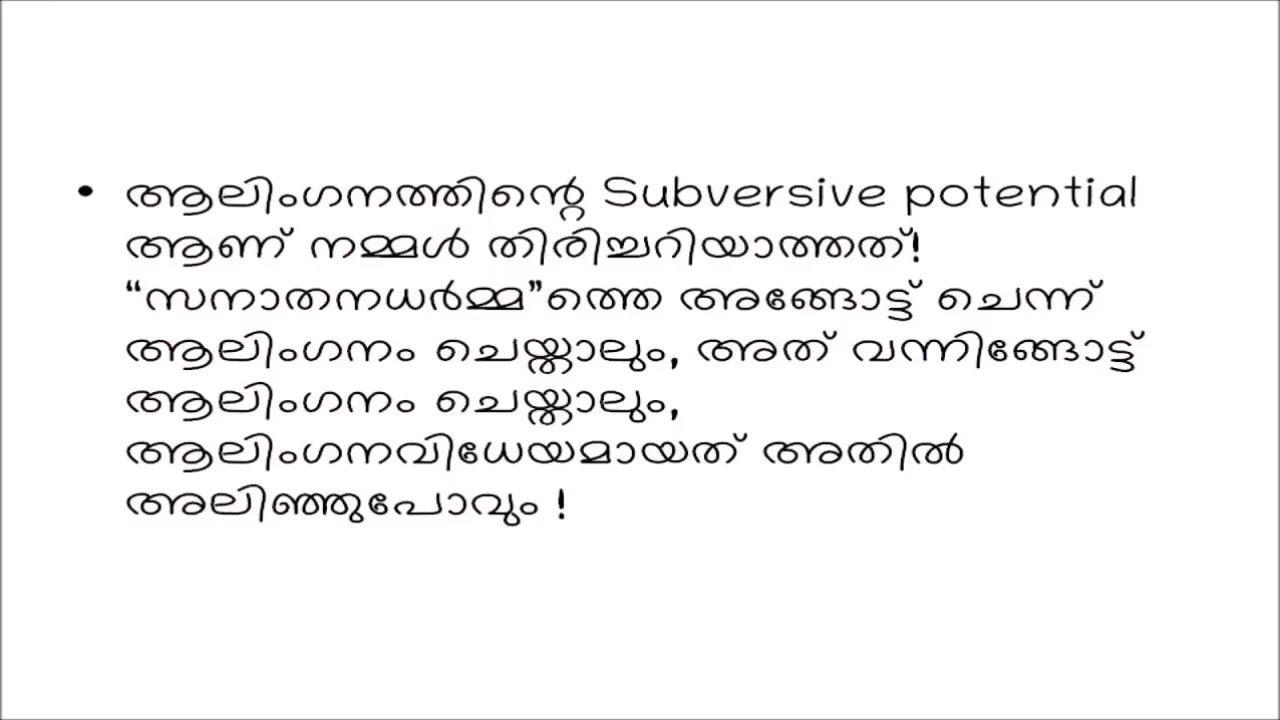 • ആലിംഗനത്തിന്റെ Subversive potential
ആണ് നമ്മൾ തിരിച്ചറിയാത്തത്!
“സനാതനധർമ്മ”ത്തെ അങ്ങോട്ട് ചെന്ന്
ആലിംഗനം ചെയ്താലും, അത് വന്നിങ്ങോട്ട്
ആലിംഗനം ചെയ്താലും,
ആലിംഗനവിധേയമായത് അതിൽ
അലിഞ്ഞുപോവും !